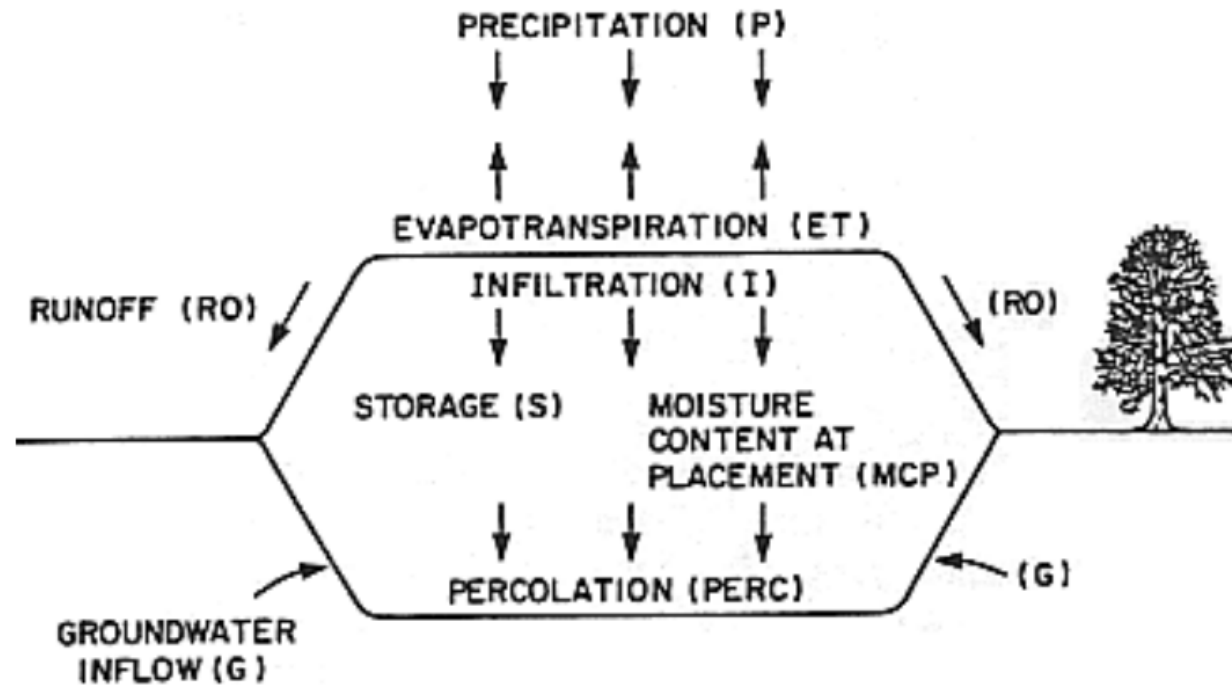 PRECIPITATION (P)
EVAPOTRANSPIRATION (ET)
INFILTRATION (I)
RUNOFF (RO)
(RO)
STORAGE (S)
MOISTURE
CONTENT AT
PLACEMENT (MCP)
PERCOLATION (PERC)
(G)
GROUNDWATER
INFLOW (G)